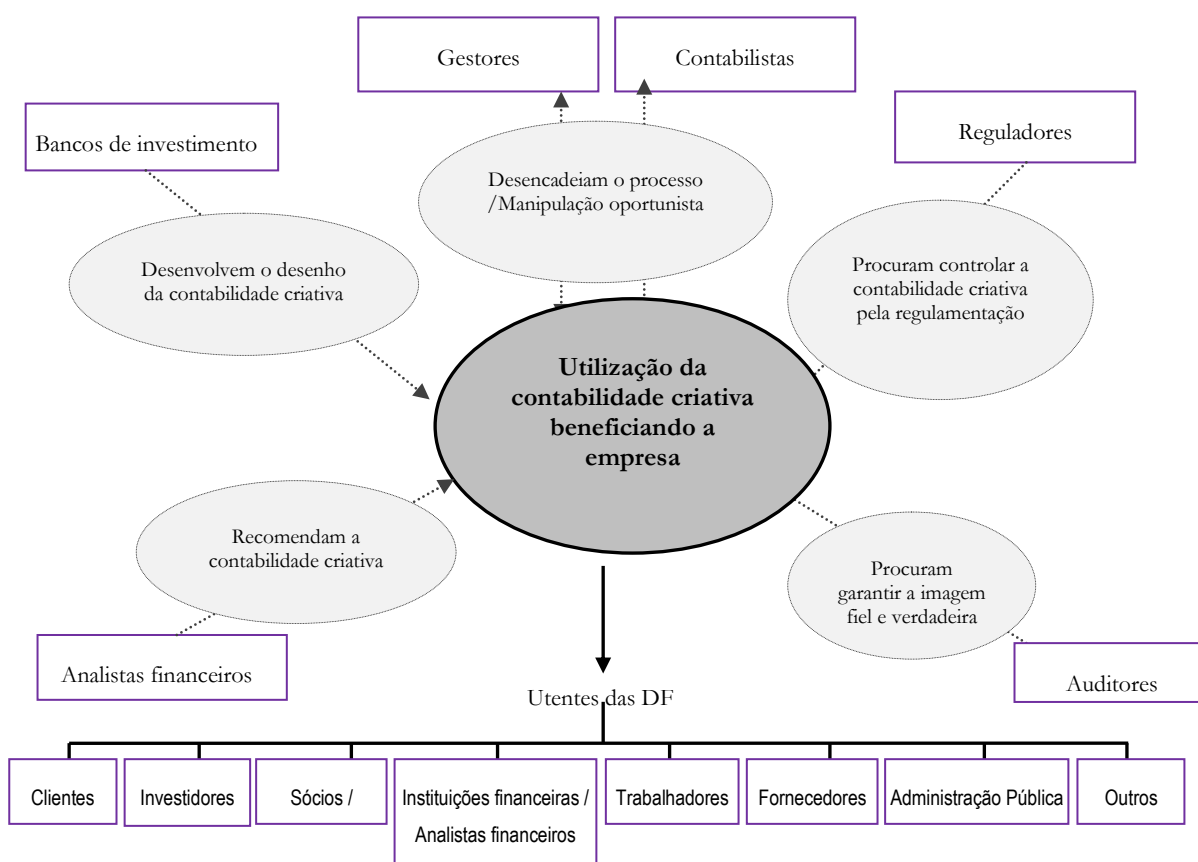 Gestores
Contabilistas
Bancos de investimento
Reguladores
Desencadeiam o processo
/Manipulação oportunista
Desenvolvem o desenho
da contabilidade criativa
Procuram controlar a
contabilidade criativa
pela regulamentação
Utilização da
contabilidade criativa
beneficiando a
empresa
Recomendam a
contabilidade criativa
Procuram
garantir a imagem
fiel e verdadeira
Analistas financeiros
Auditores
Utentes das DF
Clientes
Investidores
Sócios /
Instituições financeiras /
Analistas financeiros
Trabalhadores
Fornecedores
Administração Pública
Outros